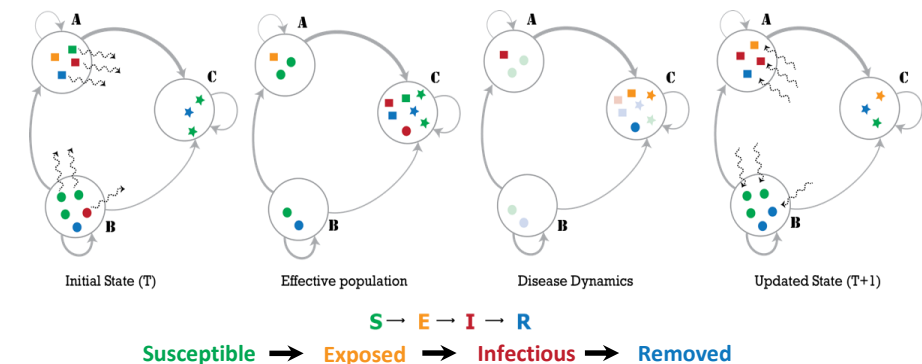 A
C
B
A
C
B
A
C
B
A
C
B
Initial State (T)
Effective population
Disease Dynamics
Updated State (T+1)
S → E → I → R
Susceptible → Exposed → Infectious → Removed